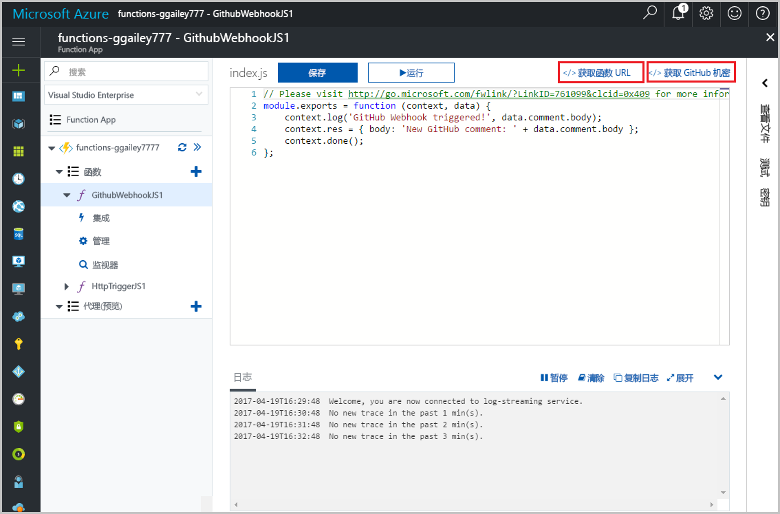 Microsoft Azure functions-ggailey777 - GithubWebhookJS1
1
functions-ggailey777 - GithubWebhookJS1
Function App
搜索
Visual Studio Enterprise
Function App
functions-ggailey7777
函数
GithubWebhookJS1
集成
管理
监视器
HttpTriggerJS1
代理(预览)
index.js 保存 ▶运行 </> 获取函数 URL </> 获取 GitHub 机密
1 // Please visit http://go.microsoft.com/fwlink/?LinkID=761099&clcid=0x409 for more infor
2 module.exports = function (context, data) {
3 context.log('GitHub Webhook triggered!', data.comment.body);
4 context.res = { body: 'New GitHub comment: ' + data.comment.body };
5 context.done();
6 };
日志 暂停 清除 复制日志 展开
2017-04-19T16:29:48 Welcome, you are now connected to log-streaming service.
2017-04-19T16:30:48 No new trace in the past 1 min(s).
2017-04-19T16:31:48 No new trace in the past 2 min(s).
2017-04-19T16:32:48 No new trace in the past 3 min(s).
查看文件
测试
密钥